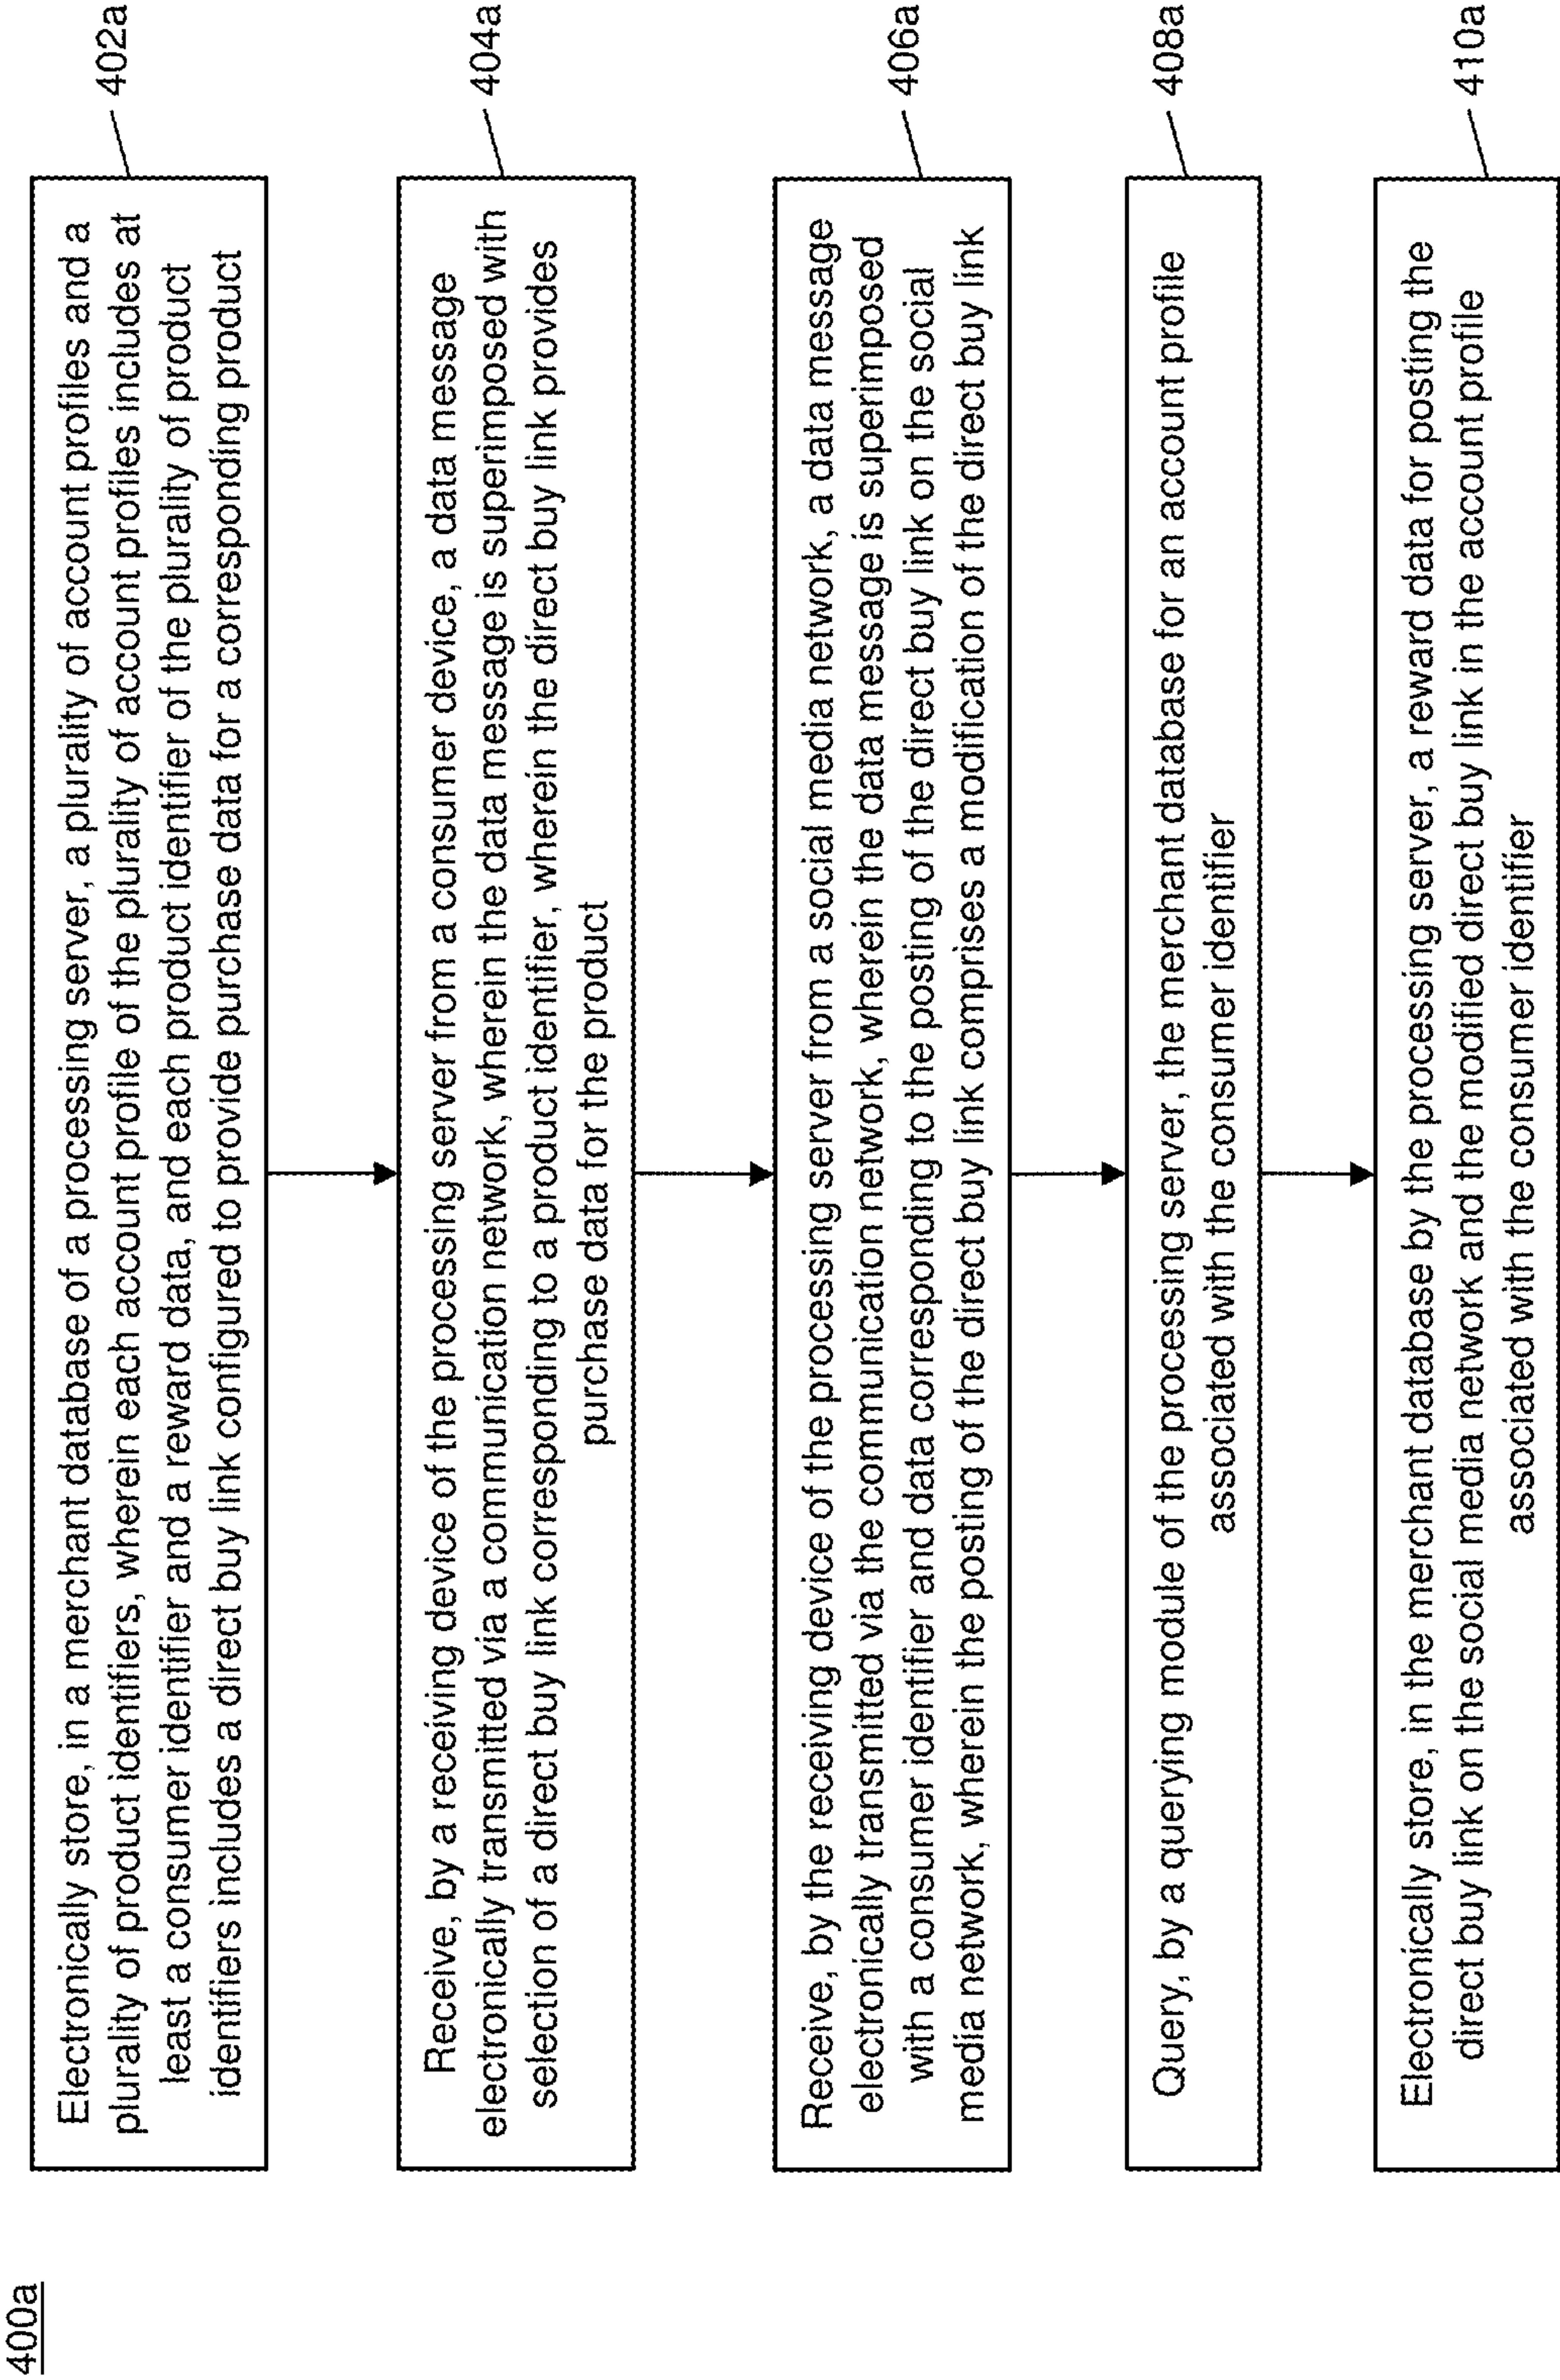 400a
Electronically store, in a merchant database of a processing server, a plurality of account profiles and a
plurality of product identifiers, wherein each account profile of the plurality of account profiles includes at
least a consumer identifier and a reward data, and each product identifier of the plurality of product
identifiers includes a direct buy link configured to provide purchase data for a corresponding product
402a
Receive, by a receiving device of the processing server from a consumer device, a data message
electronically transmitted via a communication network, wherein the data message is superimposed with
selection of a direct buy link corresponding to a product identifier, wherein the direct buy link provides
purchase data for the product
404a
Receive, by the receiving device of the processing server from a social media network, a data message
electronically transmitted via the communication network, wherein the data message is superimposed
with a consumer identifier and data corresponding to the posting of the direct buy link on the social
media network, wherein the posting of the direct buy link comprises a modification of the direct buy link
406a
Query, by a querying module of the processing server, the merchant database for an account profile
associated with the consumer identifier
408a
Electronically store, in the merchant database by the processing server, a reward data for posting the
direct buy link on the social media network and the modified direct buy link in the account profile
associated with the consumer identifier
410a